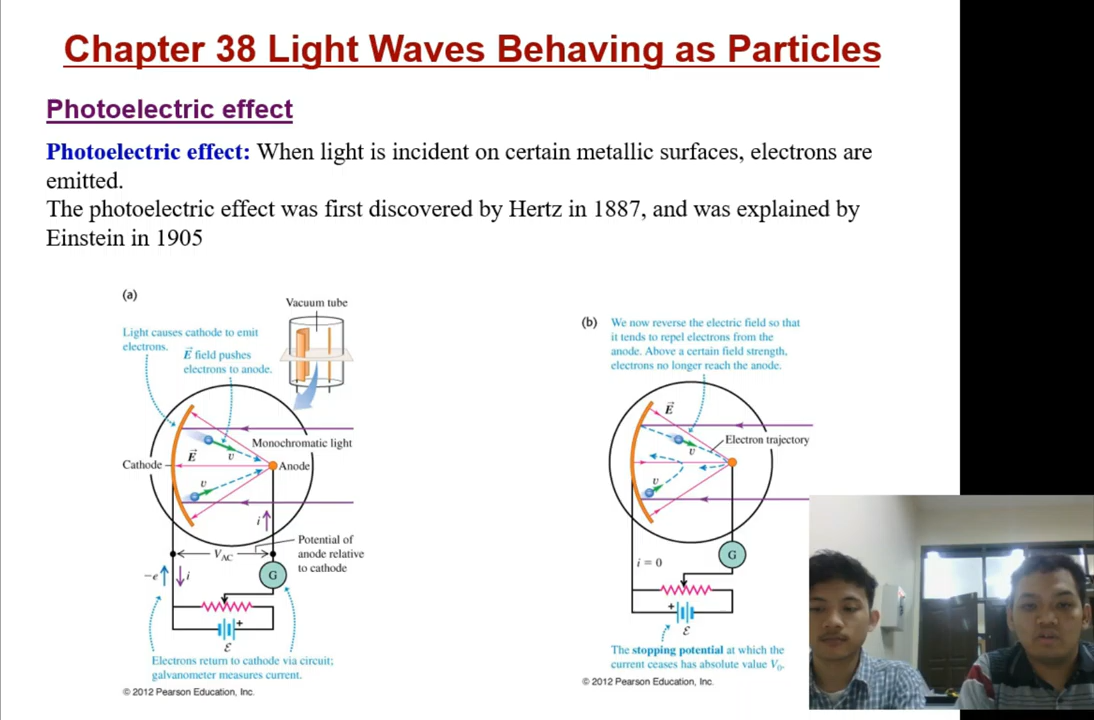 Chapter 38 Light Waves Behaving as Particles
Photoelectric effect
Photoelectric effect: When light is incident on certain metallic surfaces, electrons are
emitted.
The photoelectric effect was first discovered by Hertz in 1887, and was explained by
Einstein in 1905
(a)
Vacuum tube
Light causes cathode to emit
electrons.
E⃗ field pushes
electrons to anode.
Monochromatic light
E⃗
υ
Cathode
Anode
υ
i
V_AC
Potential of
anode relative
to cathode
−e
i
G
+
ℰ
Electrons return to cathode via circuit;
galvanometer measures current.
© 2012 Pearson Education, Inc.
(b)
We now reverse the electric field so that
it tends to repel electrons from the
anode. Above a certain field strength,
electrons no longer reach the anode.
E⃗
Electron trajectory
υ
υ
i = 0
G
+
ℰ
The stopping potential at which the
current ceases has absolute value V₀.
© 2012 Pearson Education, Inc.